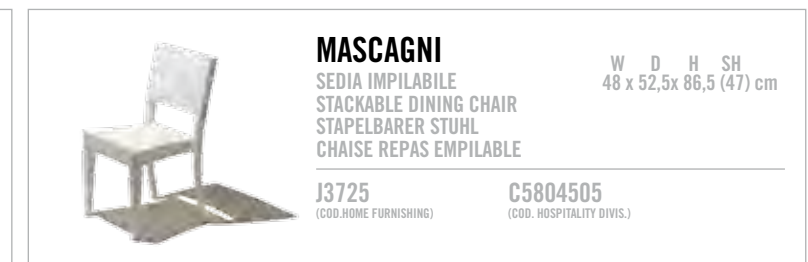 MASCAGNI
SEDIA IMPILABILE
STACKABLE DINING CHAIR
STAPELBARER STUHL
CHAISE REPAS EMPILABLE
W D H SH
48 x 52,5x 86,5 (47) cm
J3725
(COD.HOME FURNISHING)
C5804505
(COD. HOSPITALITY DIVIS.)